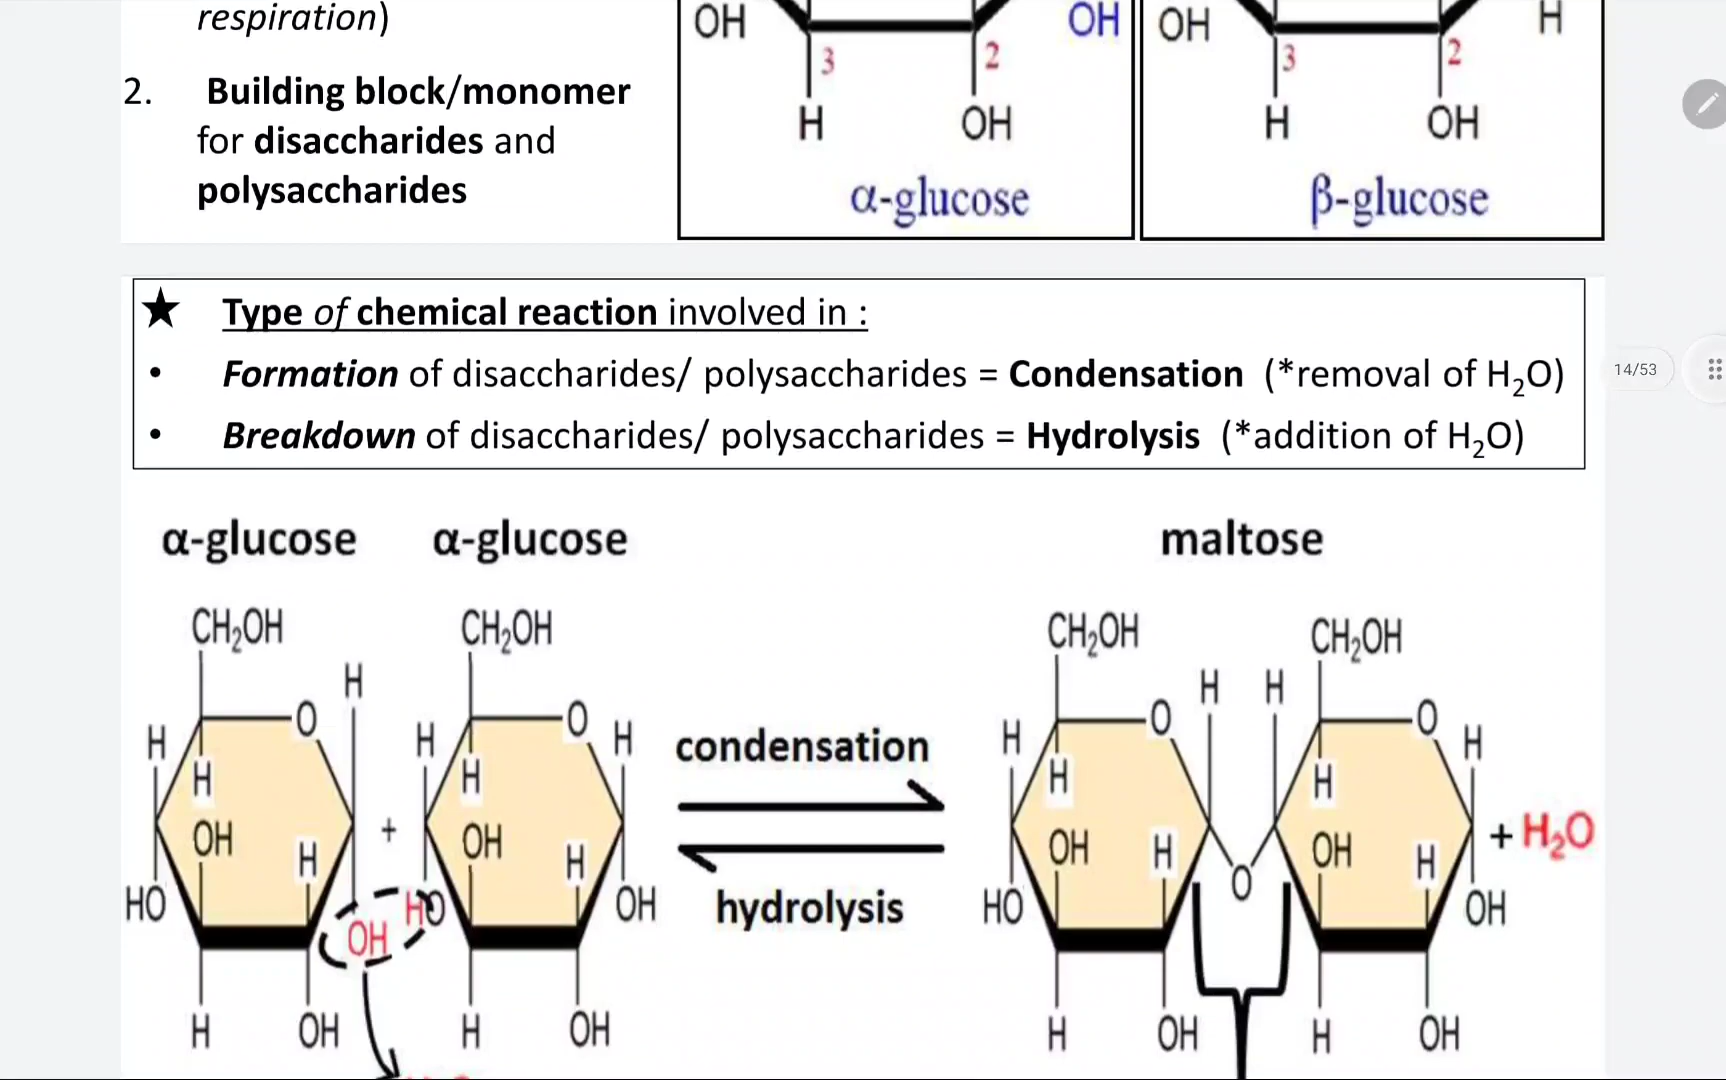 respiration)
2. Building block/monomer
for disaccharides and
polysaccharides
OH 3 2 OH
H OH
α-glucose
OH 3 2 H
H OH
β-glucose
★ Type of chemical reaction involved in :
• Formation of disaccharides/ polysaccharides = Condensation (*removal of H₂O)
• Breakdown of disaccharides/ polysaccharides = Hydrolysis (*addition of H₂O)
14/53
α-glucose α-glucose maltose
CH₂OH CH₂OH CH₂OH CH₂OH
H H H H
H O H O H H O O H
condensation
H H H H
+ + H₂O
OH H OH H OH H OH H
O
HO OH HO OH HO OH
hydrolysis
H OH H OH H OH H OH